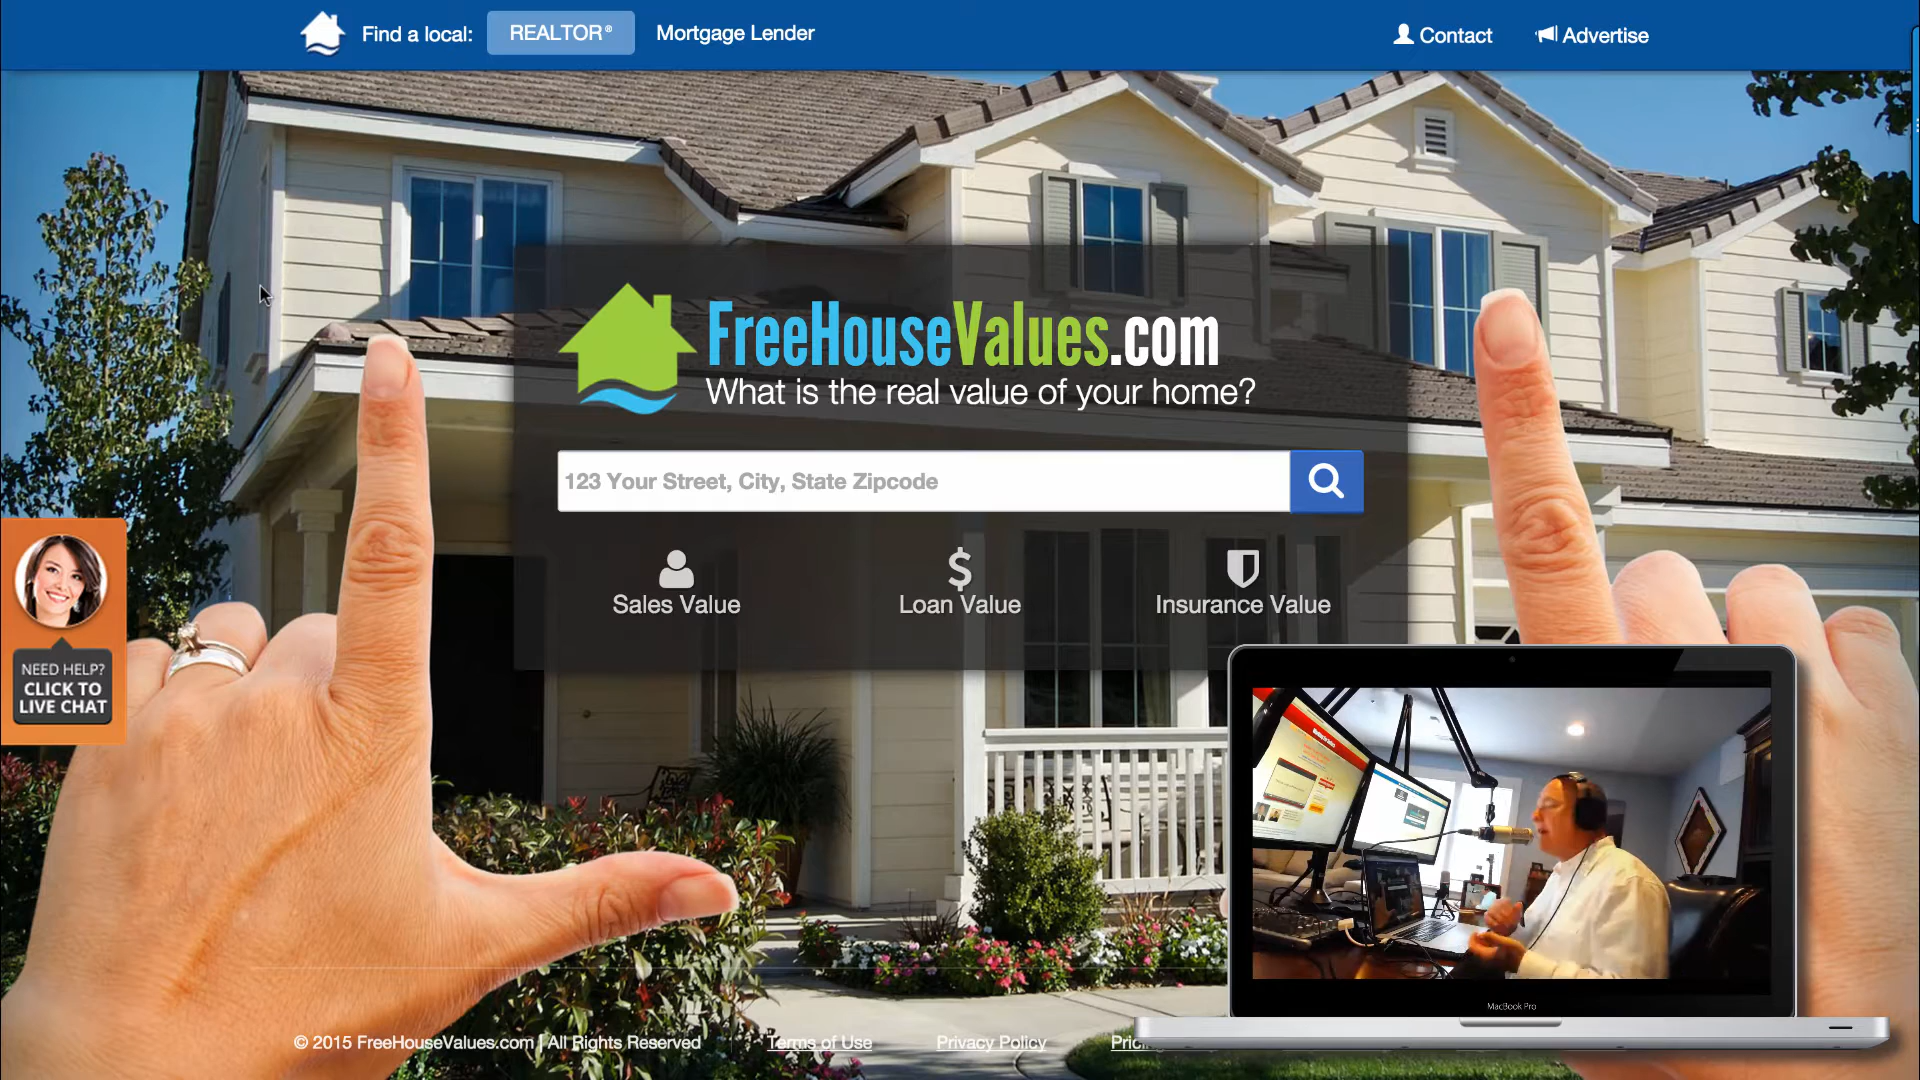 Find a local:
REALTOR®
Mortgage Lender
Contact
Advertise
FreeHouseValues.com
What is the real value of your home?
123 Your Street, City, State Zipcode
Sales Value
Loan Value
Insurance Value
NEED HELP?
CLICK TO
LIVE CHAT
MacBook Pro
© 2015 FreeHouseValues.com | All Rights Reserved
Terms of Use
Privacy Policy